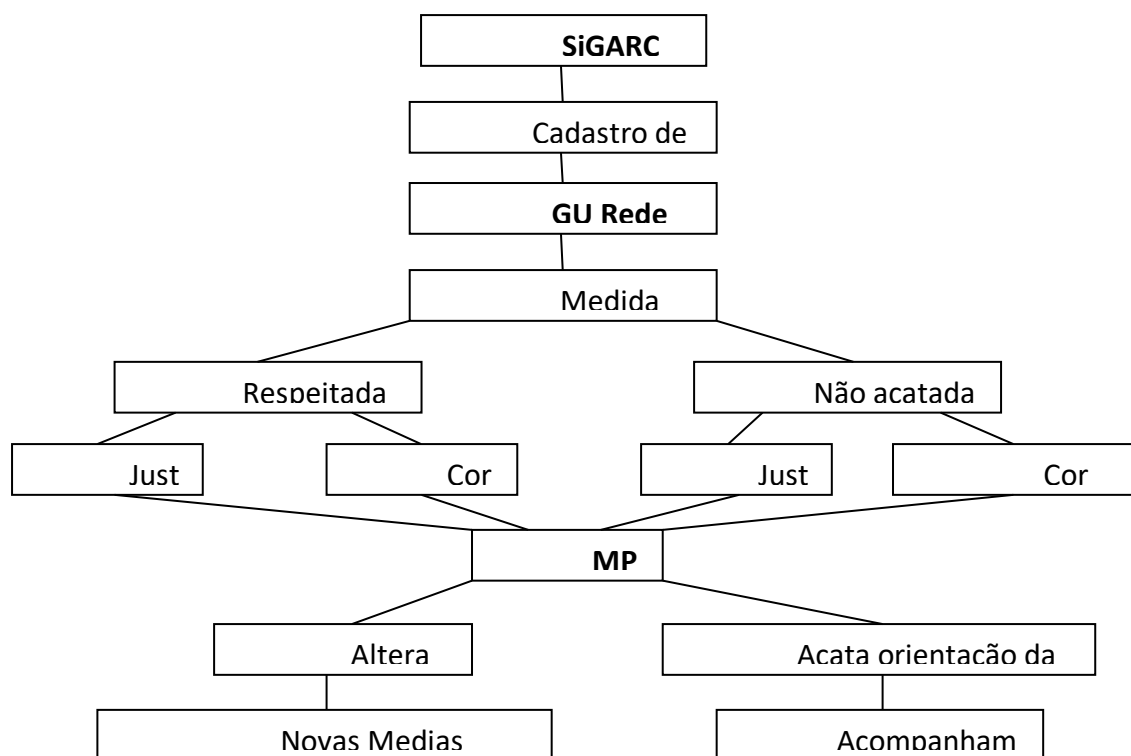 SiGARC
Cadastro de
GU Rede
Medida
Respeitada
Não acatada
Just
Cor
Just
Cor
MP
Altera
Acata orientação da
Novas Medias
Acompanham